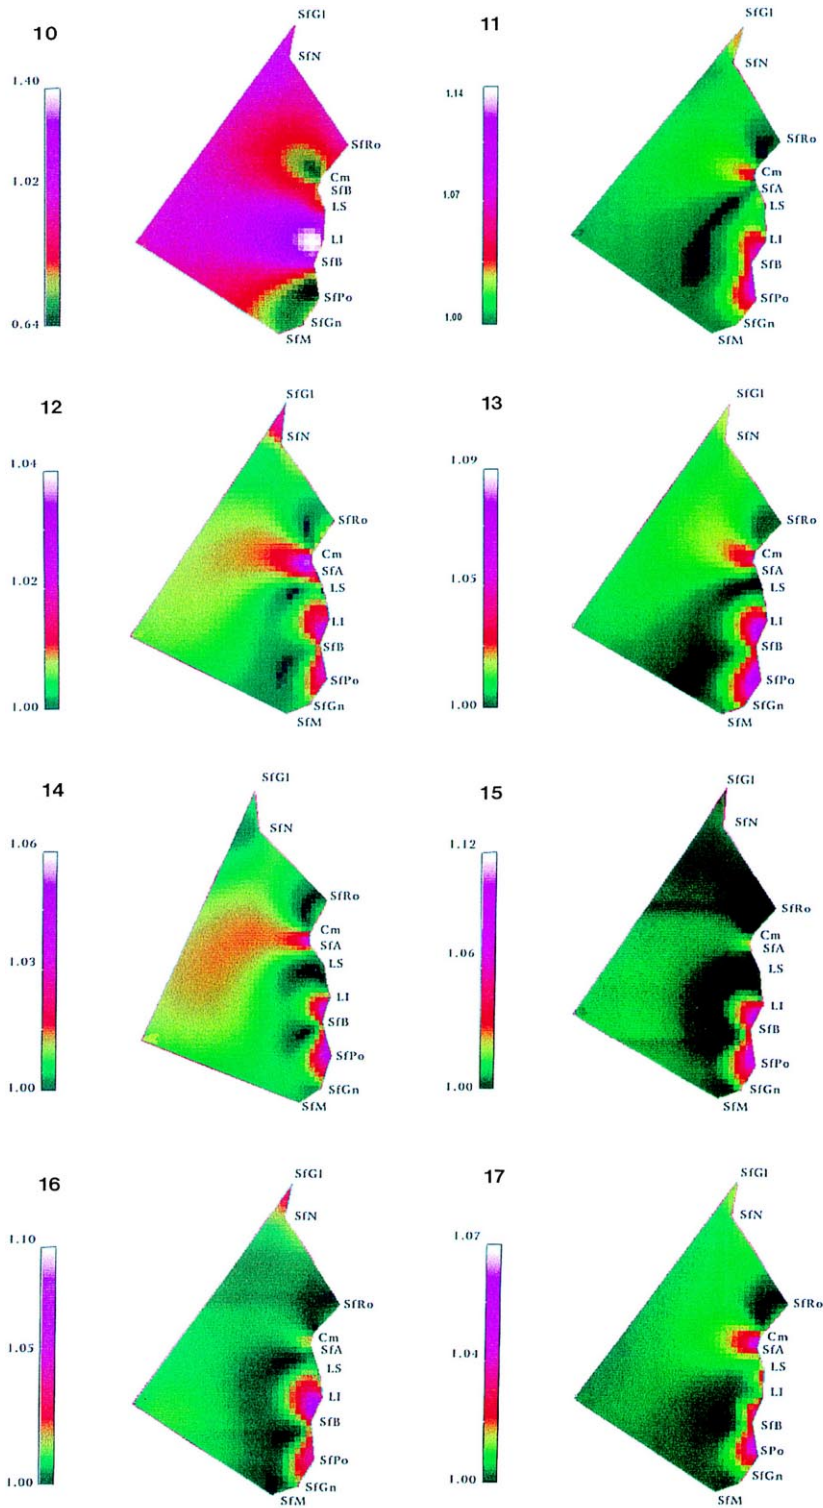 10
SfGl
SfN
1.40
SfRo
1.02
Cm
SfB
LS
LI
SfB
SfPo
0.64
SfGn
SfM
11
SfGl
SfN
1.14
SfRo
Cm
1.07
SfA
LS
LI
SfB
SfPo
1.00
SfGn
SfM
12
SfGl
SfN
1.04
SfRo
Cm
SfA
1.02
LS
LI
SfB
SfPo
1.00
SfGn
SfM
13
SfGl
SfN
1.09
SfRo
Cm
SfA
1.05
LS
LI
SfB
SfPo
1.00
SfGn
SfM
14
SfGl
SfN
1.06
SfRo
Cm
SfA
1.03
LS
LI
SfB
SfPo
1.00
SfGn
SfM
15
SfGl
SfN
1.12
SfRo
Cm
SfA
1.06
LS
LI
SfB
SfPo
1.00
SfGn
SfM
16
SfGl
SfN
1.10
SfRo
Cm
SfA
1.05
LS
LI
SfB
SfPo
1.00
SfGn
SfM
17
SfGl
SfN
1.07
SfRo
Cm
SfA
1.04
LS
LI
SfB
SPo
1.00
SfGn
SfM